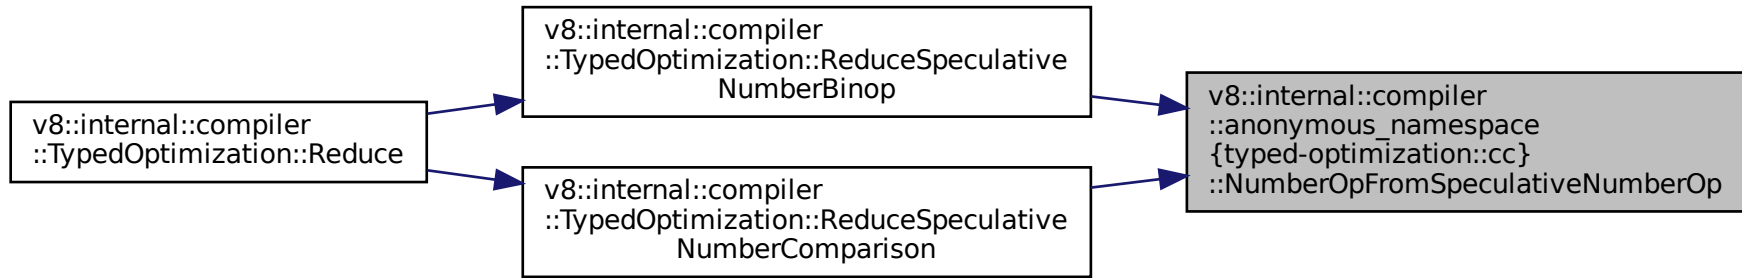 v8::internal::compiler
::TypedOptimization::Reduce
v8::internal::compiler
::TypedOptimization::ReduceSpeculative
NumberBinop
v8::internal::compiler
::TypedOptimization::ReduceSpeculative
NumberComparison
v8::internal::compiler
::anonymous_namespace
{typed-optimization::cc}
::NumberOpFromSpeculativeNumberOp